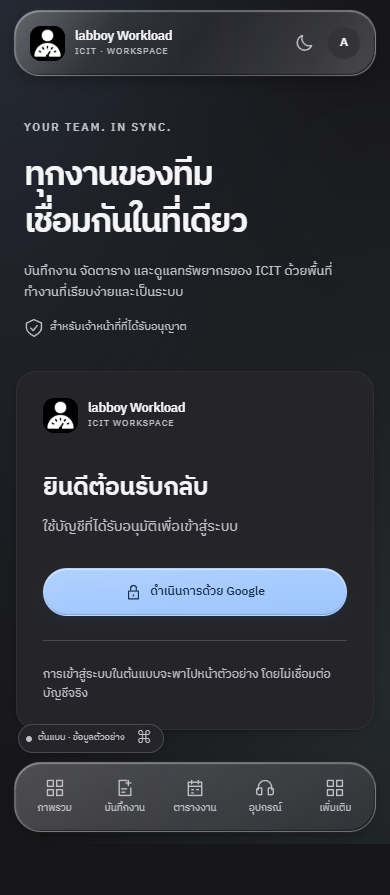 labboy Workload
ICIT · WORKSPACE
A
YOUR TEAM. IN SYNC.
ทุกงานของทีม
เชื่อมกันในที่เดียว
บันทึกงาน จัดตาราง และดูแลทรัพยากรของ ICIT ด้วยพื้นที่
ทำงานที่เรียบง่ายและเป็นระบบ
สำหรับเจ้าหน้าที่ที่ได้รับอนุญาต
labboy Workload
ICIT WORKSPACE
ยินดีต้อนรับกลับ
ใช้บัญชีที่ได้รับอนุมัติเพื่อเข้าสู่ระบบ
ดำเนินการด้วย Google
การเข้าสู่ระบบในต้นแบบจะพาไปหน้าตัวอย่าง โดยไม่เชื่อมต่อ
บัญชีจริง
ต้นแบบ · ข้อมูลตัวอย่าง ⌘
ภาพรวม
บันทึกงาน
ตารางงาน
อุปกรณ์
เพิ่มเติม